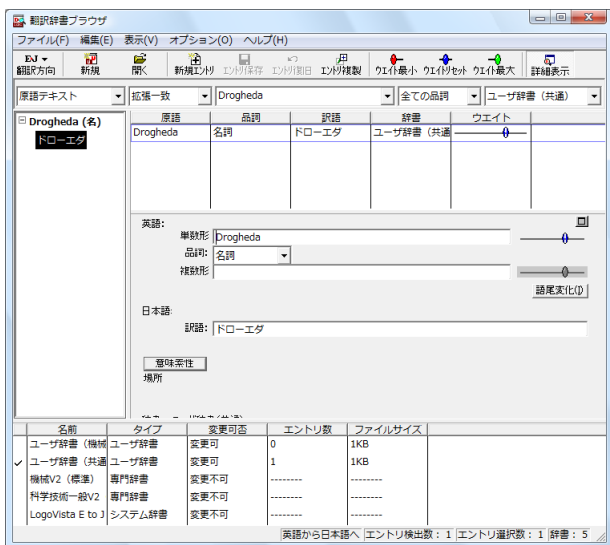 翻訳辞書ブラウザ
ファイル(F) 編集(E) 表示(V) オプション(O) ヘルプ(H)
EXJ
翻訳方向 新規 開く 新規エントリ エントリ保存 エントリ復旧 エントリ複製 ウエイト最小 ウエイトセット ウエイト最大 詳細表示
原語テキスト 拡張一致 Drogheda 全ての品詞 ユーザ辞書（共通）
Drogheda (名)
ドローエダ
原語 品詞 訳語 辞書 ウエイト
Drogheda 名詞 ドローエダ ユーザ辞書（共通
英語:
単数形 Drogheda
品詞: 名詞
複数形
語尾変化(I)
日本語:
訳語: ドローエダ
意味素性
場所
名前 タイプ 変更可否 エントリ数 ファイルサイズ
ユーザ辞書（機械 ユーザ辞書 変更可 0 1KB
ユーザ辞書（共通 ユーザ辞書 変更可 1 1KB
機械V2（標準） 専門辞書 変更不可 -------- --------
科学技術一般V2 専門辞書 変更不可 -------- --------
LogoVista E to J システム辞書 変更不可 -------- --------
英語から日本語へ エントリ検出数: 1 エントリ選択数: 1 辞書: 5